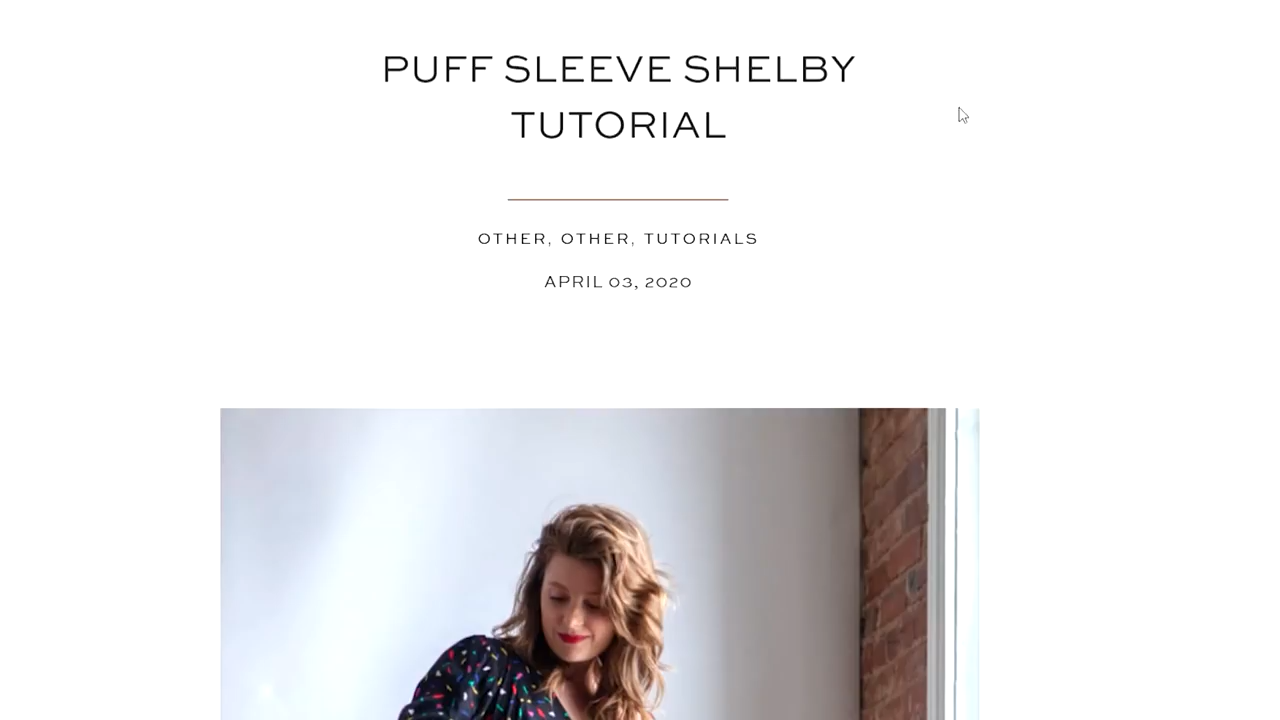 PUFF SLEEVE SHELBY
TUTORIAL
OTHER, OTHER, TUTORIALS
APRIL 03, 2020